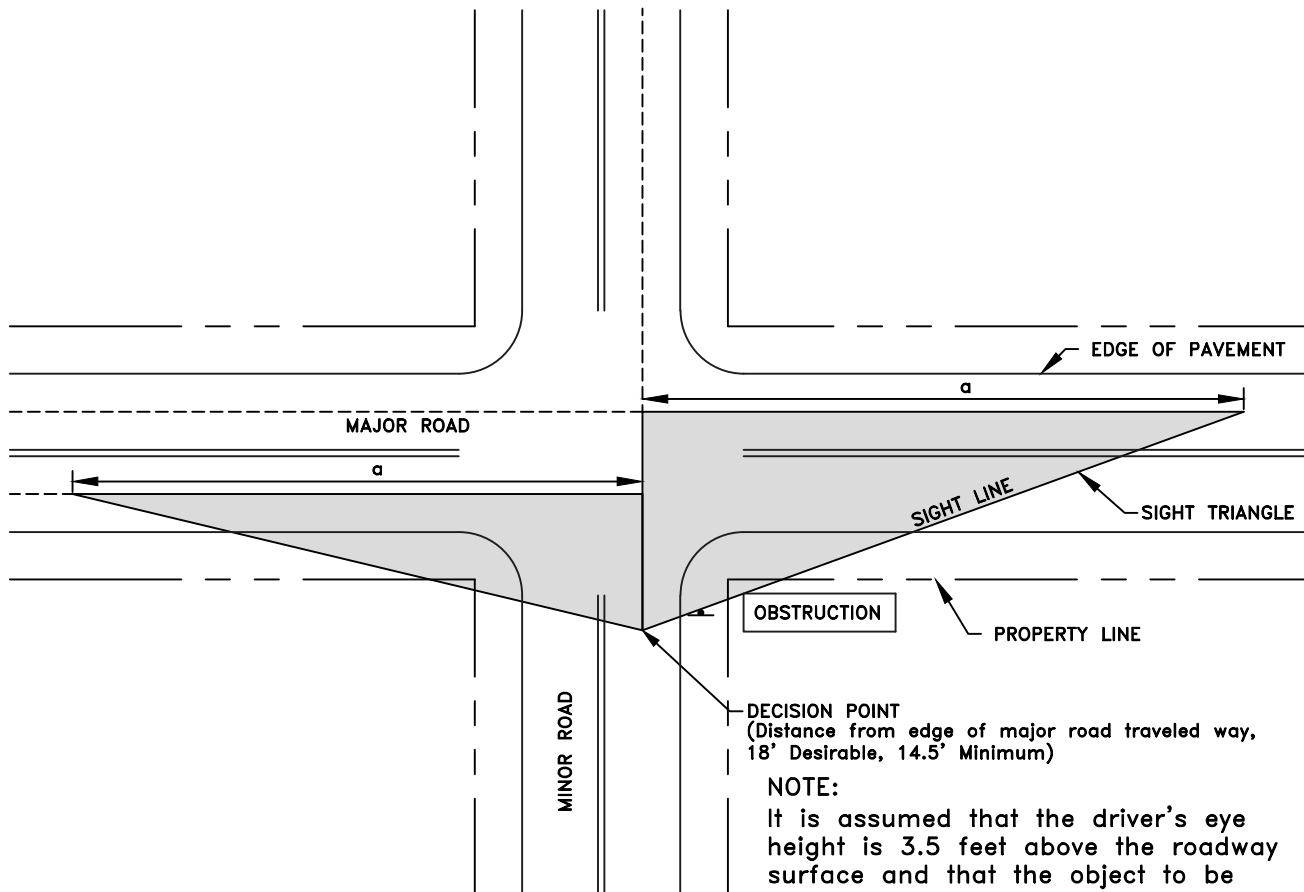 EDGE OF PAVEMENT
a
MAJOR ROAD
a
SIGHT LINE
SIGHT TRIANGLE
OBSTRUCTION
PROPERTY LINE
MINOR ROAD
DECISION POINT
(Distance from edge of major road traveled way,
18' Desirable, 14.5' Minimum)
NOTE:
It is assumed that the driver's eye
height is 3.5 feet above the roadway
surface and that the object to be